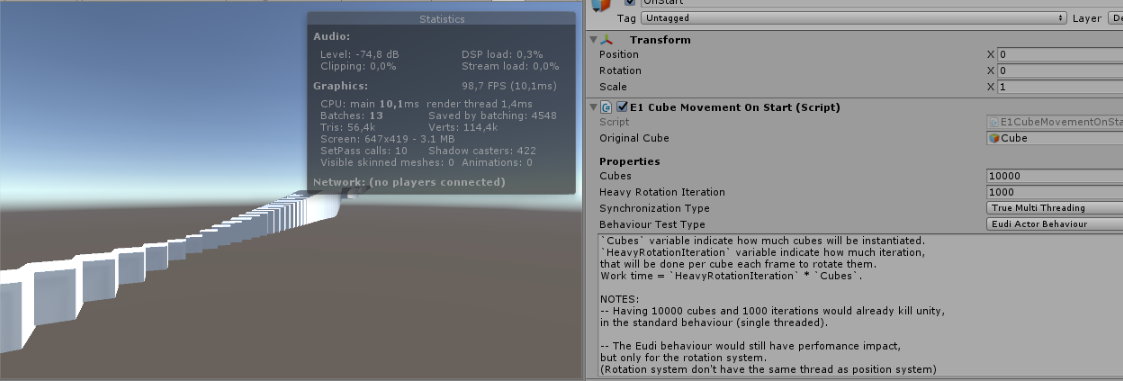 Statistics
Audio:
Level: -74,8 dB DSP load: 0,3%
Clipping: 0,0% Stream load: 0,0%
Graphics: 98,7 FPS (10,1ms)
CPU: main 10,1ms render thread 1,4ms
Batches: 13 Saved by batching: 4548
Tris: 56,4k Verts: 114,4k
Screen: 647x419 - 3.1 MB
SetPass calls: 10 Shadow casters: 422
Visible skinned meshes: 0 Animations: 0
Network: (no players connected)
OnStart
Tag Untagged Layer De
Transform
Position X 0
Rotation X 0
Scale X 1
E1 Cube Movement On Start (Script)
Script E1CubeMovementOnSta
Original Cube Cube
Properties
Cubes 10000
Heavy Rotation Iteration 1000
Synchronization Type True Multi Threading
Behaviour Test Type Eudi Actor Behaviour
`Cubes` variable indicate how much cubes will be instantiated.
`HeavyRotationIteration` variable indicate how much iteration,
that will be done per cube each frame to rotate them.
Work time = `HeavyRotationIteration` * `Cubes`.
NOTES:
-- Having 10000 cubes and 1000 iterations would already kill unity,
in the standard behaviour (single threaded).
-- The Eudi behaviour would still have perfomance impact,
but only for the rotation system.
(Rotation system don't have the same thread as position system)